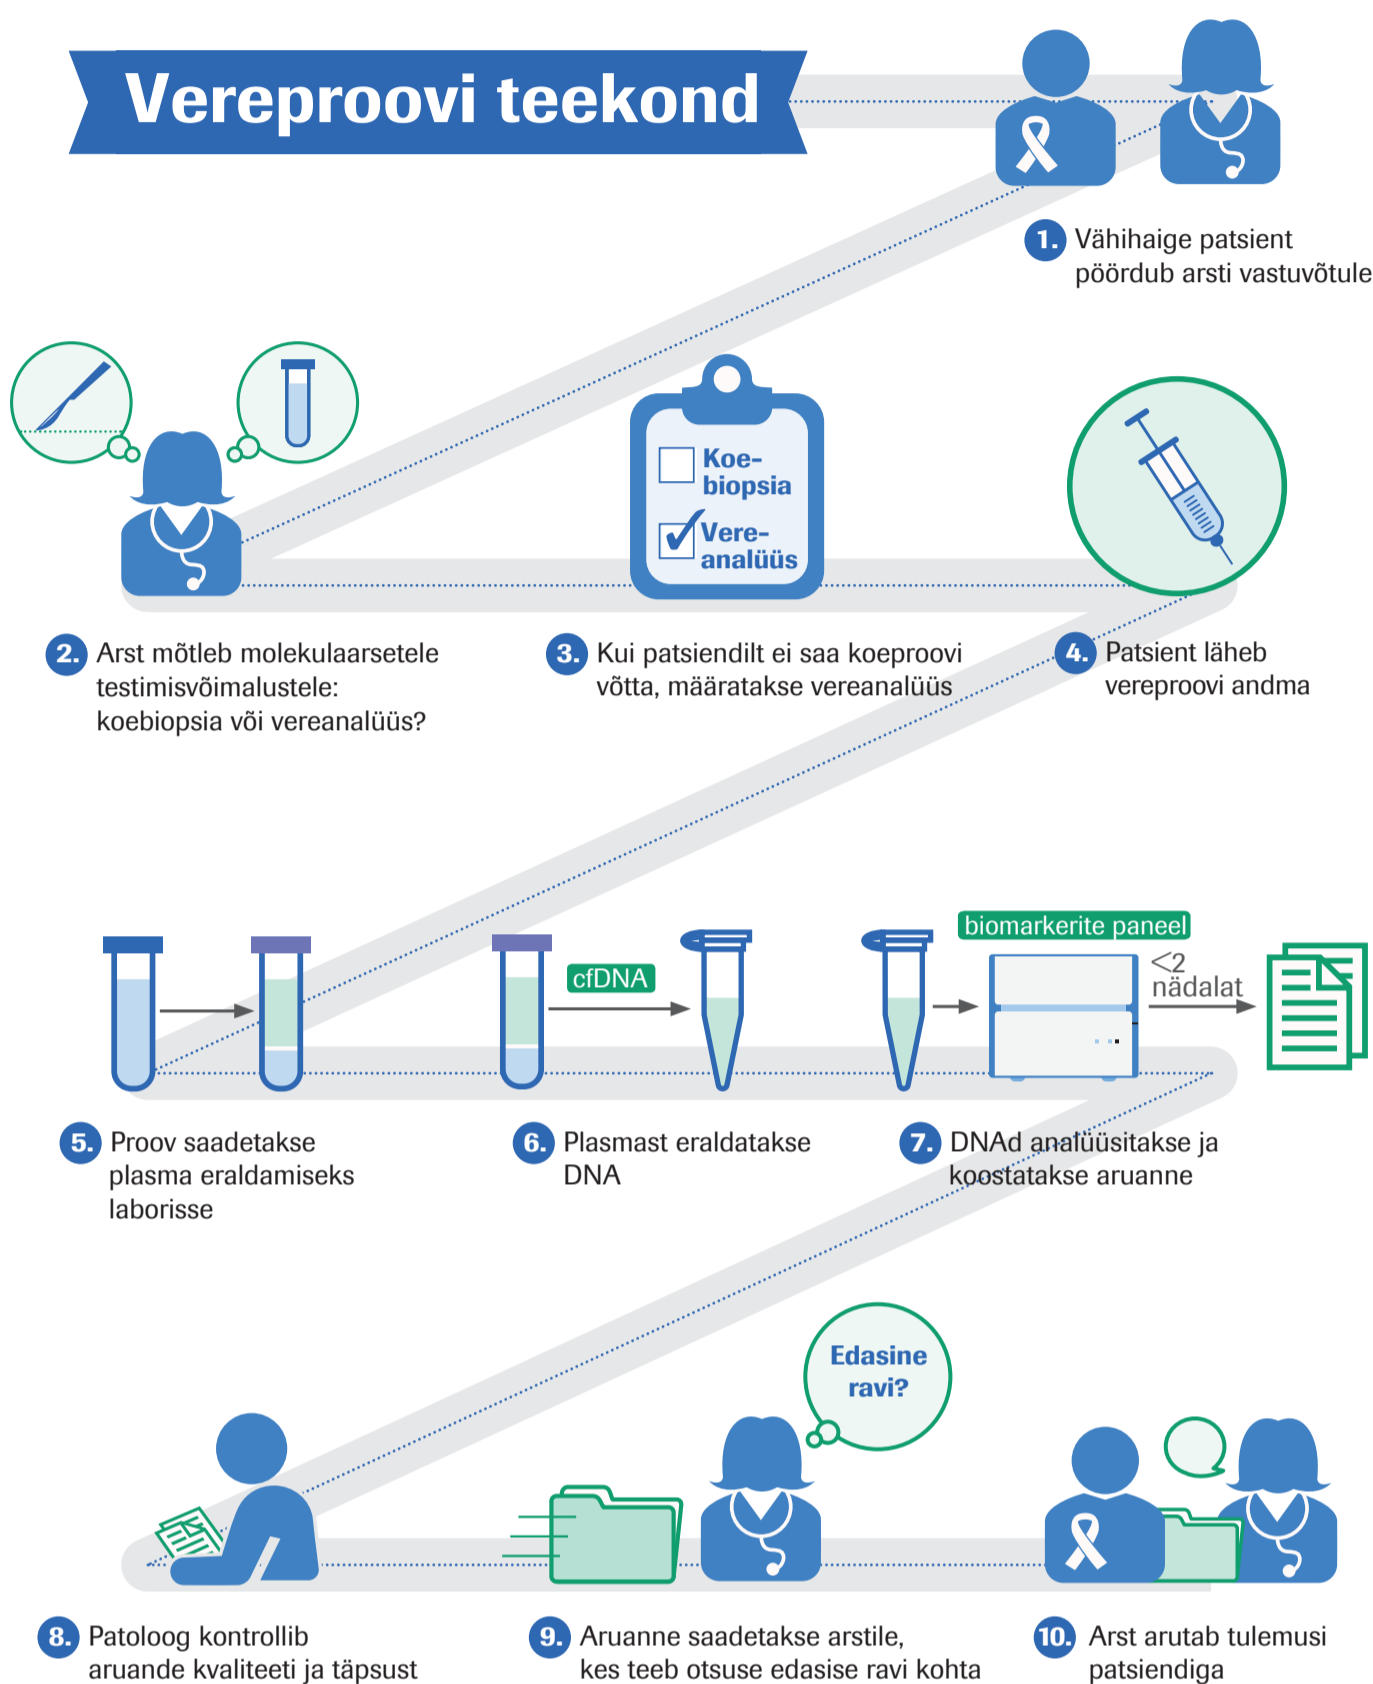 Vereproovi teekond
1. Vähihaige patsient
pöördub arsti vastuvõtule
Koe-
biopsia
Vere-
analüüs
2. Arst mõtleb molekulaarsetele
testimisvõimalustele:
koebiopsia või vereanalüüs?
3. Kui patsiendilt ei saa koeproovi
võtta, määratakse vereanalüüs
4. Patsient läheb
vereproovi andma
cfDNA
biomarkerite paneel
<2
nädalat
5. Proov saadetakse
plasma eraldamiseks
laborisse
6. Plasmast eraldatakse
DNA
7. DNAd analüüsitakse ja
koostatakse aruanne
Edasine
ravi?
8. Patoloog kontrollib
aruande kvaliteeti ja täpsust
9. Aruanne saadetakse arstile,
kes teeb otsuse edasise ravi kohta
10. Arst arutab tulemusi
patsiendiga